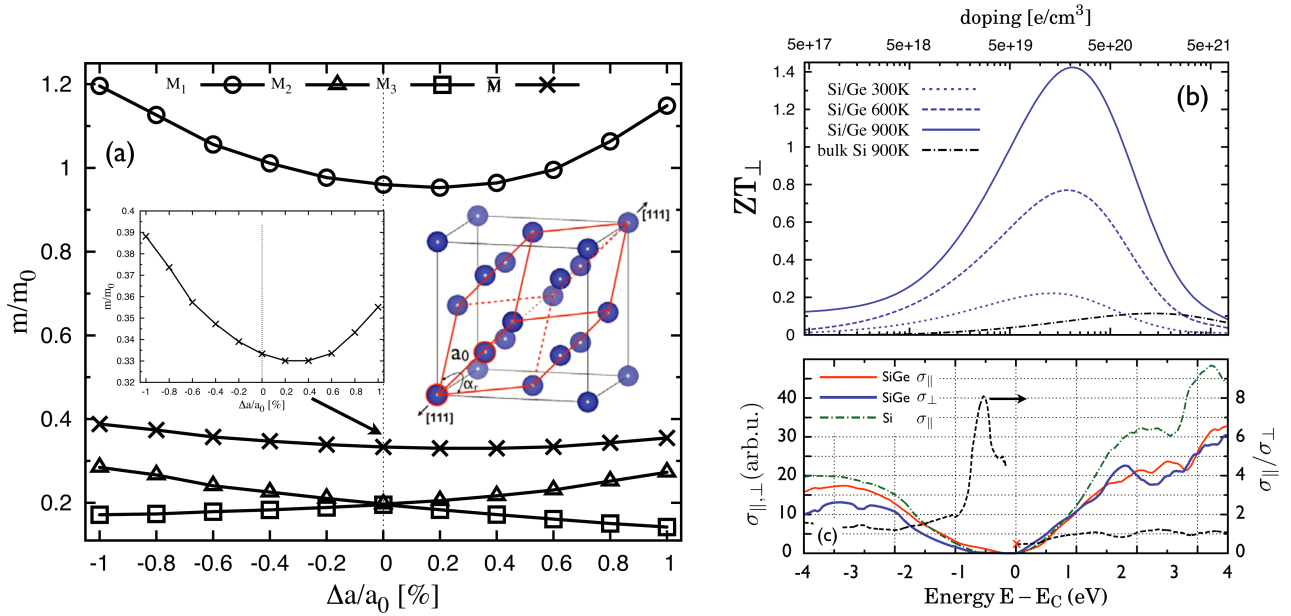 1.2
1
0.8
0.6
0.4
0.2
m/m0
M1 M2 M3 M̅
(a)
0.4
0.39
0.38
0.37
0.36
0.35
0.34
0.33
0.32
m/m0
-1 -0.8 -0.6 -0.4 -0.2 0 0.2 0.4 0.6 0.8 1
Δa/a0 [%]
[111]
a0
αr
[111]
-1 -0.8 -0.6 -0.4 -0.2 0 0.2 0.4 0.6 0.8 1
Δa/a0 [%]
doping [e/cm³]
5e+17 5e+18 5e+19 5e+20 5e+21
1.4
1.2
1
0.8
0.6
0.4
0.2
0
ZT⊥
Si/Ge 300K
Si/Ge 600K
Si/Ge 900K
bulk Si 900K
(b)
40
30
20
10
0
σ∥,⊥ (arb.u.)
SiGe σ∥
SiGe σ⊥
Si σ∥
(c)
8
6
4
2
0
σ∥/σ⊥
-4 -3 -2 -1 0 1 2 3 4
Energy E − EC (eV)